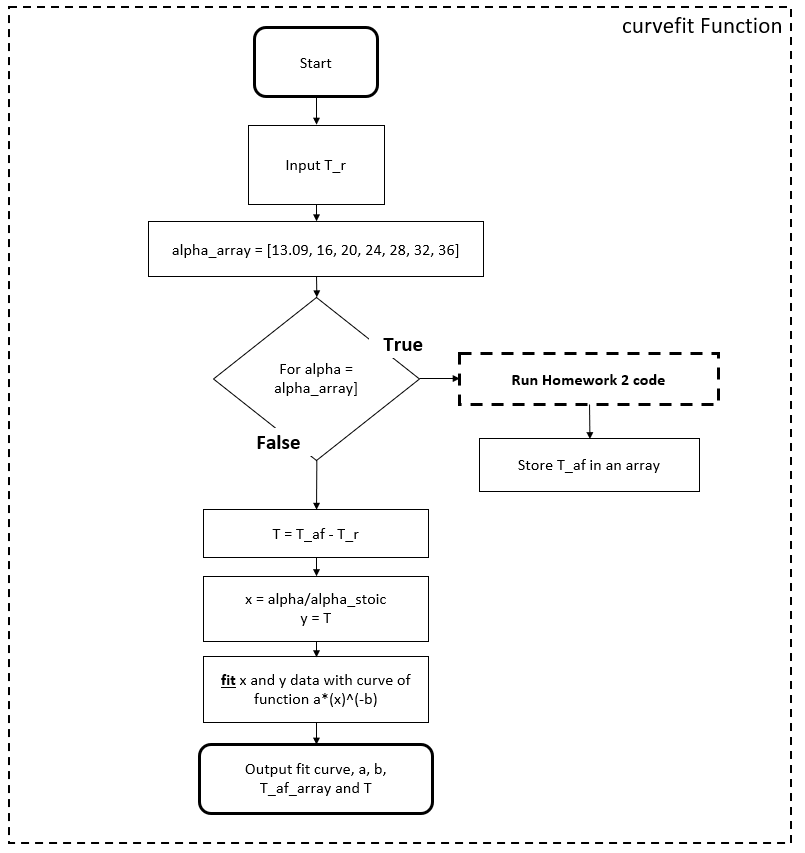 curvefit Function
Start
Input T_r
alpha_array = [13.09, 16, 20, 24, 28, 32, 36]
True
For alpha =
alpha_array]
Run Homework 2 code
False
Store T_af in an array
T = T_af - T_r
x = alpha/alpha_stoic
y = T
fit x and y data with curve of
function a*(x)^(-b)
Output fit curve, a, b,
T_af_array and T